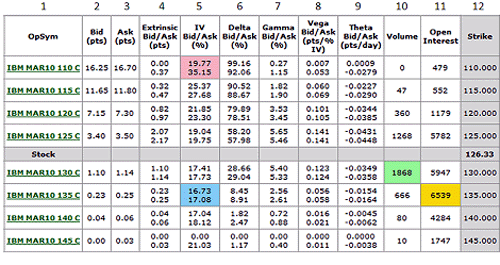 1 2 3 4 5 6 7 8 9 10 11 12
OpSym Bid (pts) Ask (pts) Extrinsic Bid/Ask (pts) IV Bid/Ask (%) Delta Bid/Ask (%) Gamma Bid/Ask (%) Vega Bid/Ask (pts/% IV) Theta Bid/Ask (pts/day) Volume Open Interest Strike
IBM MAR10 110 C 16.25 16.70 0.00 19.77 99.16 0.27 0.007 0.0009 0 479 110.000
0.37 35.15 92.06 1.15 0.053 -0.0279
IBM MAR10 115 C 11.65 11.80 0.32 25.37 90.52 1.82 0.060 -0.0227 47 552 115.000
0.47 27.68 88.67 1.90 0.069 -0.0290
IBM MAR10 120 C 7.15 7.30 0.82 21.85 79.89 3.53 0.101 -0.0344 360 1179 120.000
0.97 23.30 78.51 3.45 0.105 -0.0385
IBM MAR10 125 C 3.40 3.50 2.07 19.04 58.20 5.65 0.141 -0.0431 1268 5782 125.000
2.17 19.75 57.98 5.46 0.141 -0.0448
Stock 126.33
IBM MAR10 130 C 1.10 1.14 1.10 17.41 28.66 5.40 0.123 -0.0349 1868 5947 130.000
1.14 17.73 29.04 5.33 0.124 -0.0358
IBM MAR10 135 C 0.23 0.25 0.23 16.73 8.45 2.56 0.056 -0.0154 666 6539 135.000
0.25 17.08 8.91 2.61 0.058 -0.0164
IBM MAR10 140 C 0.04 0.06 0.04 17.04 1.82 0.72 0.016 -0.0045 80 4284 140.000
0.06 18.12 2.47 0.88 0.021 -0.0062
IBM MAR10 145 C 0.00 0.03 0.00 0.00 0.00 0.00 0.000 0.0000 10 1747 145.000
0.03 21.03 1.17 0.40 0.011 -0.0038